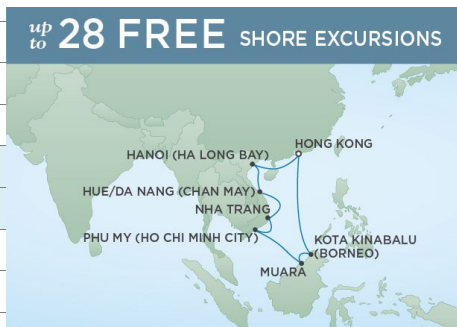 up to 28 FREE SHORE EXCURSIONS
HONG KONG
HANOI (HA LONG BAY)
HUE/DA NANG (CHAN MAY)
NHA TRANG
PHU MY (HO CHI MINH CITY)
KOTA KINABALU
(BORNEO)
MUARA